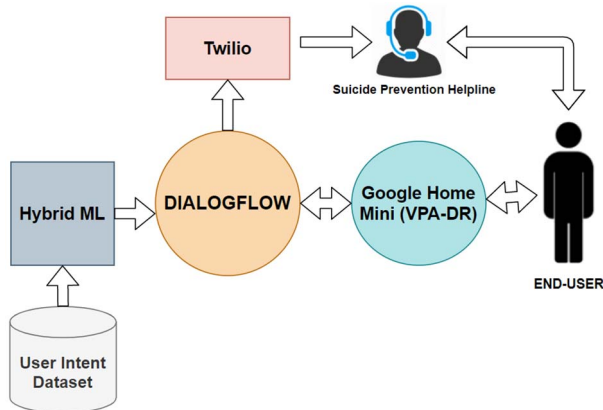 Twilio
Suicide Prevention Helpline
Hybrid ML
DIALOGFLOW
Google Home
Mini (VPA-DR)
END-USER
User Intent
Dataset